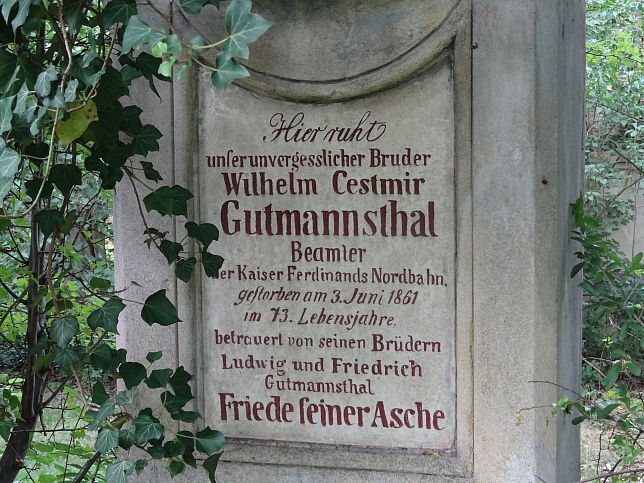 Hier ruht
unser unvergesslicher Bruder
Wilhelm Cestmir
Gutmannsthal
Beamter
der Kaiser Ferdinands Nordbahn,
gestorben am 3. Juni 1861
im 73. Lebensjahre,
betrauert von seinen Brüdern
Ludwig und Friedrich
Gutmannsthal
Friede seiner Asche